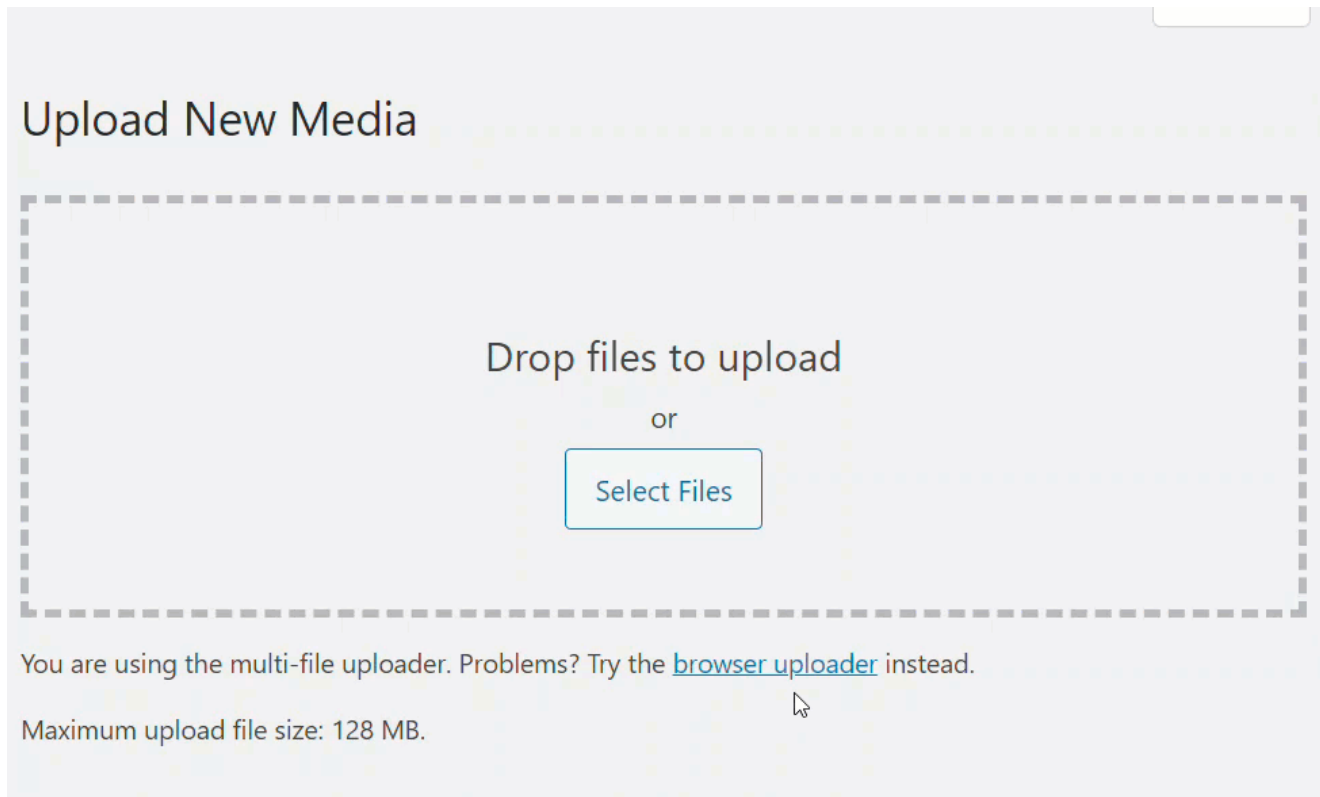 Upload New Media
Drop files to upload
or
Select Files
You are using the multi-file uploader. Problems? Try the browser uploader instead.
Maximum upload file size: 128 MB.